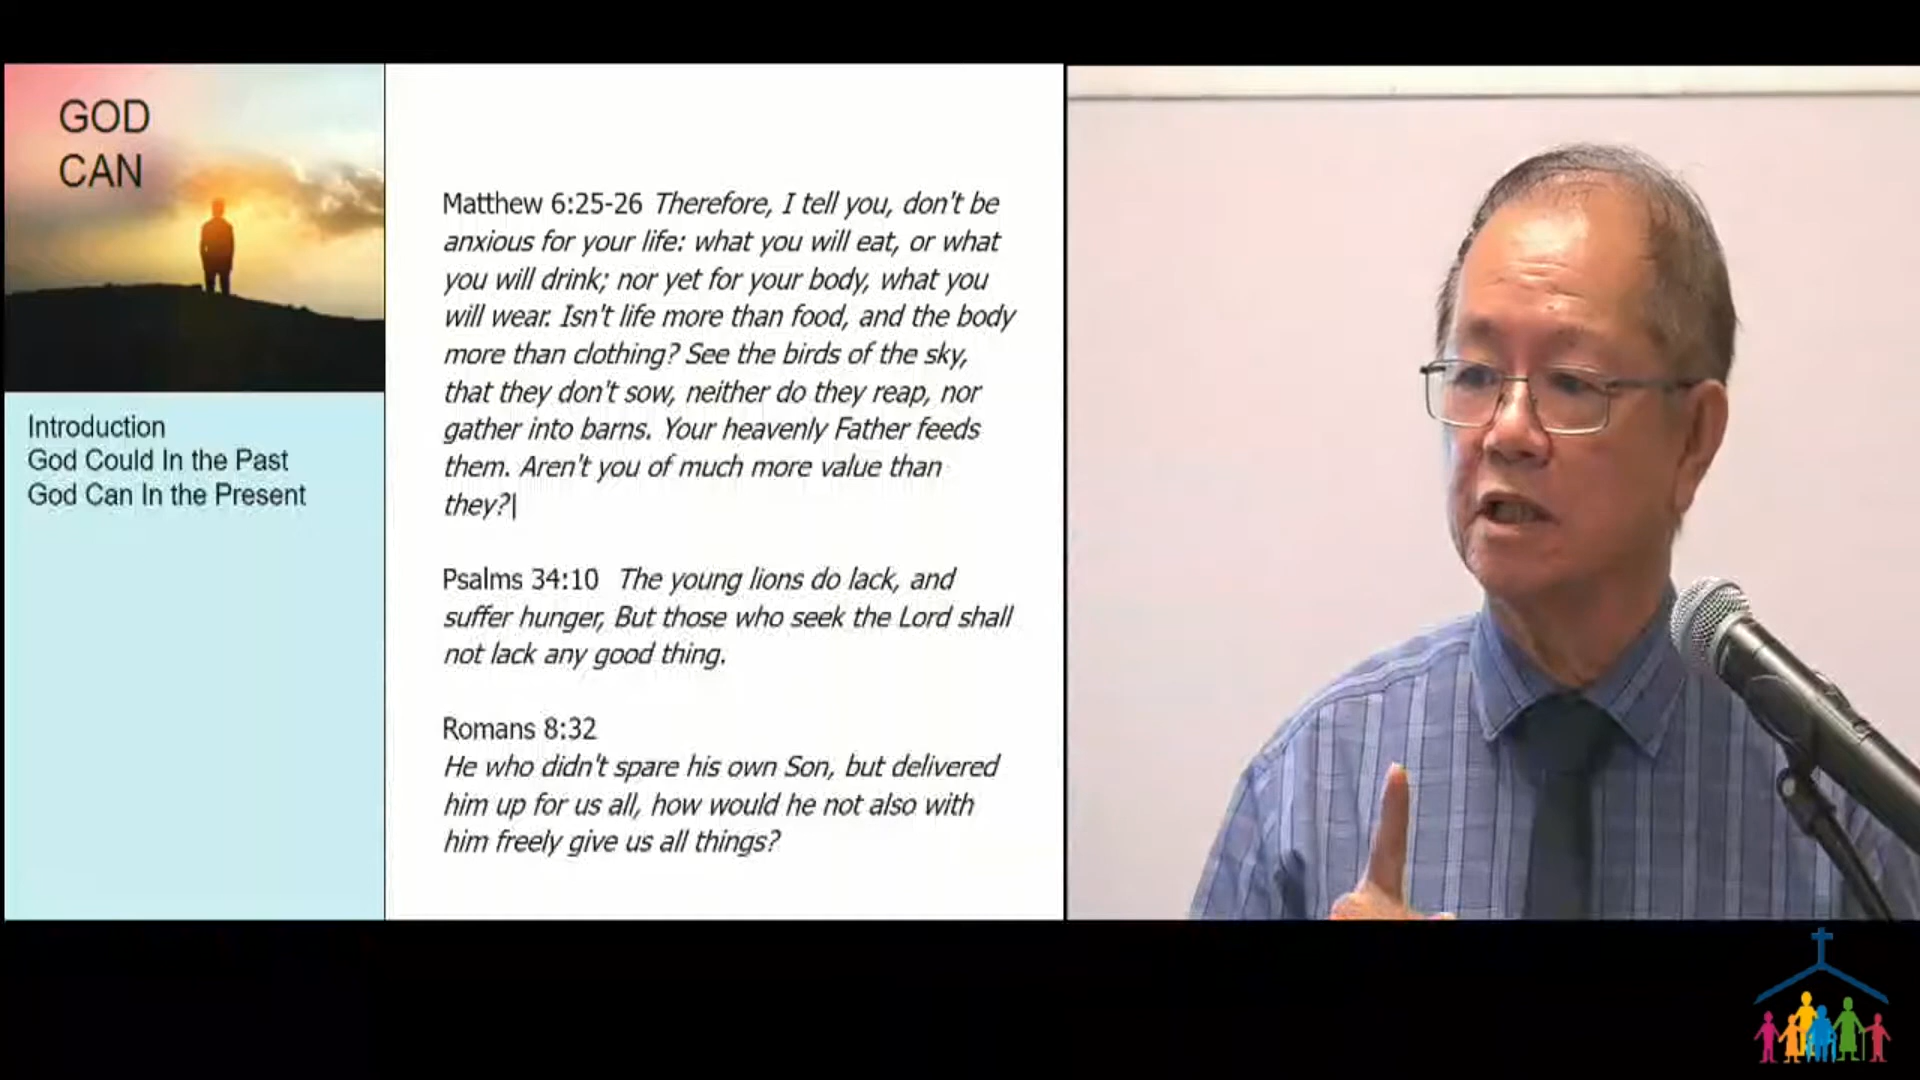 GOD
CAN
Introduction
God Could In the Past
God Can In the Present
Matthew 6:25-26 Therefore, I tell you, don't be
anxious for your life: what you will eat, or what
you will drink; nor yet for your body, what you
will wear. Isn't life more than food, and the body
more than clothing? See the birds of the sky,
that they don't sow, neither do they reap, nor
gather into barns. Your heavenly Father feeds
them. Aren't you of much more value than
they?|
Psalms 34:10 The young lions do lack, and
suffer hunger, But those who seek the Lord shall
not lack any good thing.
Romans 8:32
He who didn't spare his own Son, but delivered
him up for us all, how would he not also with
him freely give us all things?